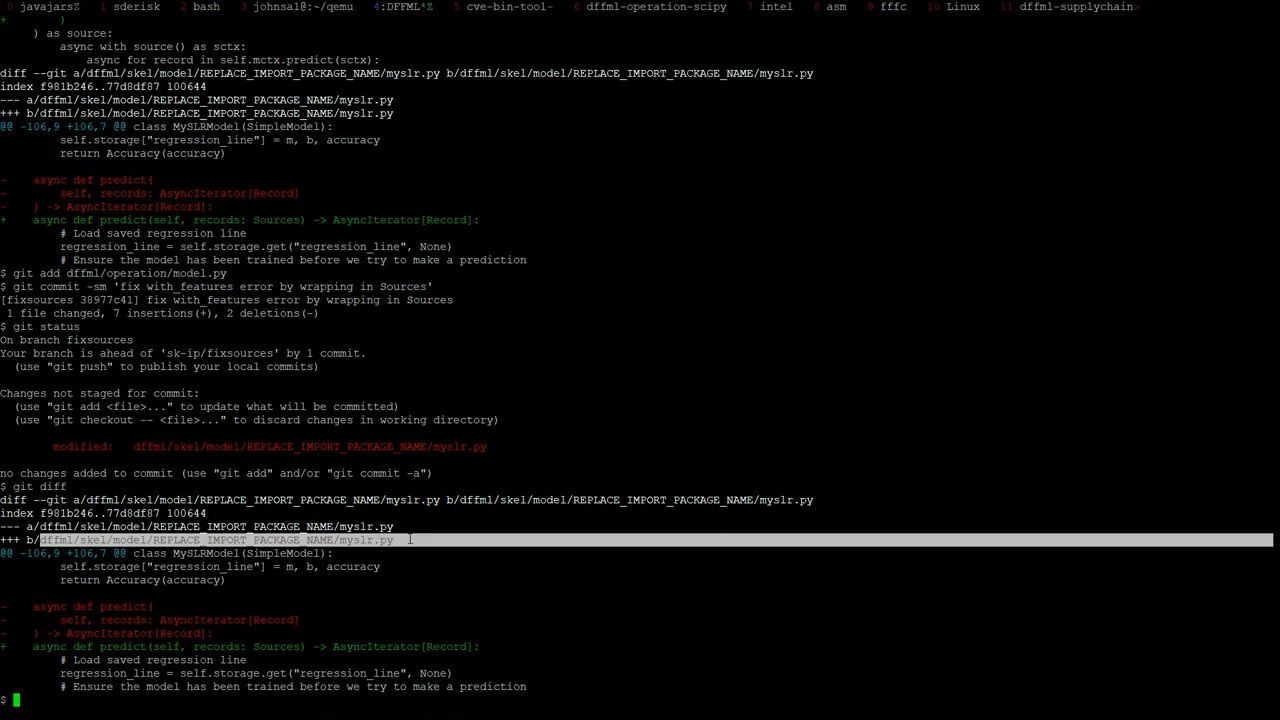 0 javajarsZ  1 sderisk  2 bash  3 johnsal@:~/qemu  4:DFFML*Z  5 cve-bin-tool-  6 dffml-operation-scipy  7 intel  8 asm  9 fffc  10 Linux  11 dffml-supplychain>
+        )
     ) as source:
         async with source() as sctx:
             async for record in self.mctx.predict(sctx):
diff --git a/dffml/skel/model/REPLACE_IMPORT_PACKAGE_NAME/myslr.py b/dffml/skel/model/REPLACE_IMPORT_PACKAGE_NAME/myslr.py
index f981b246..77d8df87 100644
--- a/dffml/skel/model/REPLACE_IMPORT_PACKAGE_NAME/myslr.py
+++ b/dffml/skel/model/REPLACE_IMPORT_PACKAGE_NAME/myslr.py
@@ -106,9 +106,7 @@ class MySLRModel(SimpleModel):
         self.storage["regression_line"] = m, b, accuracy
         return Accuracy(accuracy)
-    async def predict(
-        self, records: AsyncIterator[Record]
-    ) -> AsyncIterator[Record]:
+    async def predict(self, records: Sources) -> AsyncIterator[Record]:
         # Load saved regression line
         regression_line = self.storage.get("regression_line", None)
         # Ensure the model has been trained before we try to make a prediction
$ git add dffml/operation/model.py
$ git commit -sm 'fix with_features error by wrapping in Sources'
[fixsources 38977c41] fix with_features error by wrapping in Sources
 1 file changed, 7 insertions(+), 2 deletions(-)
$ git status
On branch fixsources
Your branch is ahead of 'sk-ip/fixsources' by 1 commit.
  (use "git push" to publish your local commits)
Changes not staged for commit:
  (use "git add <file>..." to update what will be committed)
  (use "git checkout -- <file>..." to discard changes in working directory)
        modified:   dffml/skel/model/REPLACE_IMPORT_PACKAGE_NAME/myslr.py
no changes added to commit (use "git add" and/or "git commit -a")
$ git diff
diff --git a/dffml/skel/model/REPLACE_IMPORT_PACKAGE_NAME/myslr.py b/dffml/skel/model/REPLACE_IMPORT_PACKAGE_NAME/myslr.py
index f981b246..77d8df87 100644
--- a/dffml/skel/model/REPLACE_IMPORT_PACKAGE_NAME/myslr.py
+++ b/dffml/skel/model/REPLACE_IMPORT_PACKAGE_NAME/myslr.py
@@ -106,9 +106,7 @@ class MySLRModel(SimpleModel):
         self.storage["regression_line"] = m, b, accuracy
         return Accuracy(accuracy)
-    async def predict(
-        self, records: AsyncIterator[Record]
-    ) -> AsyncIterator[Record]:
+    async def predict(self, records: Sources) -> AsyncIterator[Record]:
         # Load saved regression line
         regression_line = self.storage.get("regression_line", None)
         # Ensure the model has been trained before we try to make a prediction
$